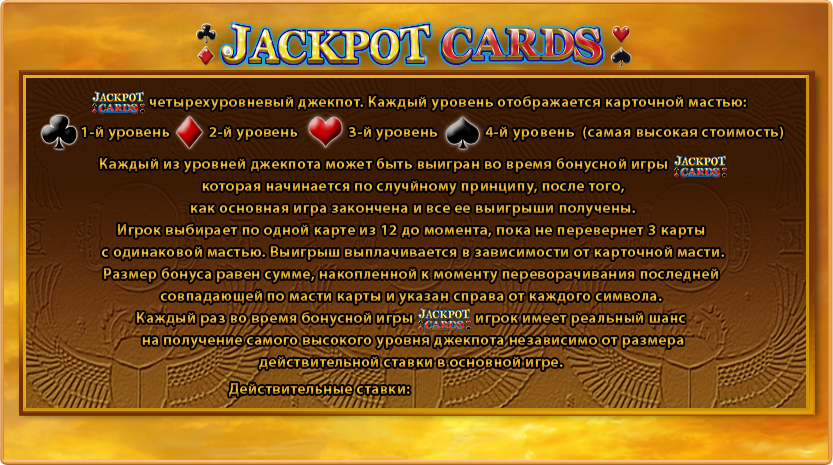 JACKPOT CARDS
JACKPOT CARDS четырехуровневый джекпот. Каждый уровень отображается карточной мастью:
1-й уровень 2-й уровень 3-й уровень 4-й уровень (самая высокая стоимость)
Каждый из уровней джекпота может быть выигран во время бонусной игры JACKPOT CARDS
которая начинается по случйному принципу, после того,
как основная игра закончена и все ее выигрыши получены.
Игрок выбирает по одной карте из 12 до момента, пока не перевернет 3 карты
с одинаковой мастью. Выигрыш выплачивается в зависимости от карточной масти.
Размер бонуса равен сумме, накопленной к моменту переворачивания последней
совпадающей по масти карты и указан справа от каждого символа.
Каждый раз во время бонусной игры JACKPOT CARDS игрок имеет реальный шанс
на получение самого высокого уровня джекпота независимо от размера
действительной ставки в основной игре.
Действительные ставки: